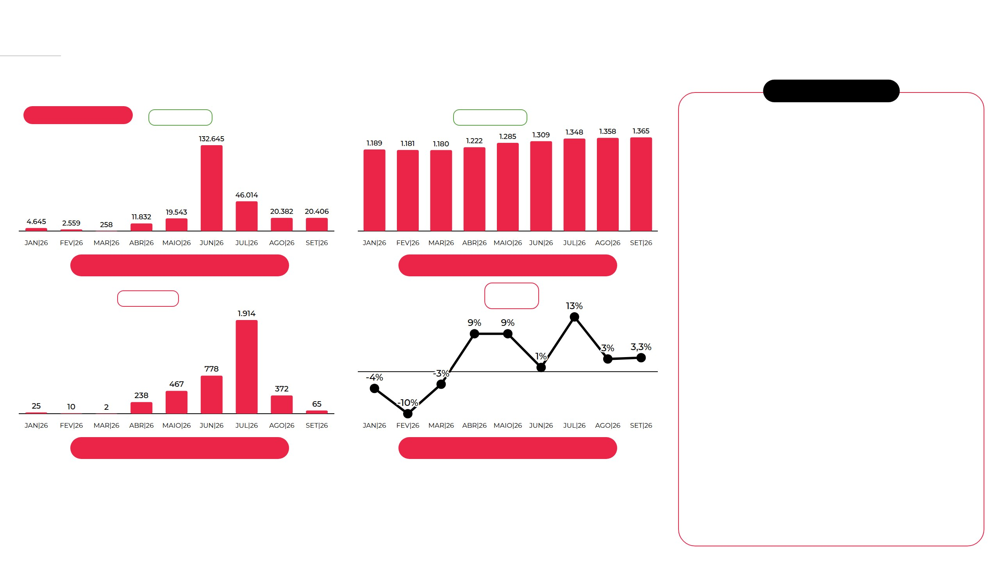 132.645
46.014
20.382
20.406
19.543
11.832
4.645
2.559
258
JAN|26 FEV|26 MAR|26 ABR|26 MAIO|26 JUN|26 JUL|26 AGO|26 SET|26
1.189 1.181 1.180 1.222 1.285 1.309 1.348 1.358 1.365
JAN|26 FEV|26 MAR|26 ABR|26 MAIO|26 JUN|26 JUL|26 AGO|26 SET|26
25 10 2 238 467 778 1.914 372 65
JAN|26 FEV|26 MAR|26 ABR|26 MAIO|26 JUN|26 JUL|26 AGO|26 SET|26
-4% -10% -3% 9% 9% 1% 13% 3% 3,3%
JAN|26 FEV|26 MAR|26 ABR|26 MAIO|26 JUN|26 JUL|26 AGO|26 SET|26